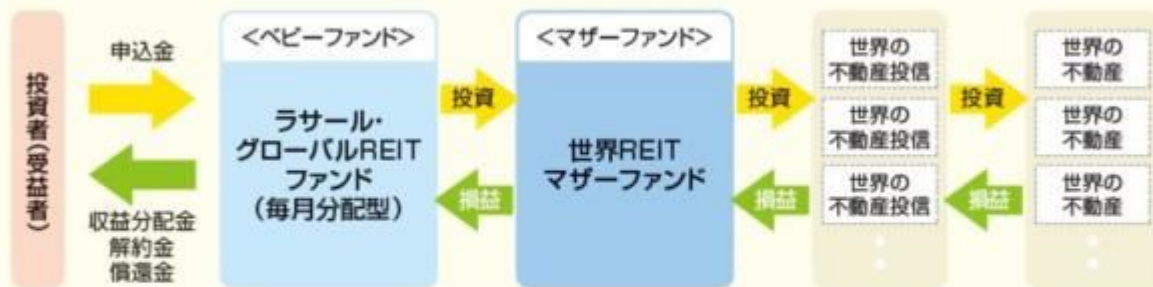 投資者(受益者)
申込金
収益分配金
解約金
償還金
<ベビーファンド>
ラサール・
グローバルREIT
ファンド
(毎月分配型)
投資
損益
<マザーファンド>
世界REIT
マザーファンド
投資
損益
世界の
不動産投信
世界の
不動産投信
世界の
不動産投信
投資
損益
世界の
不動産
世界の
不動産
世界の
不動産